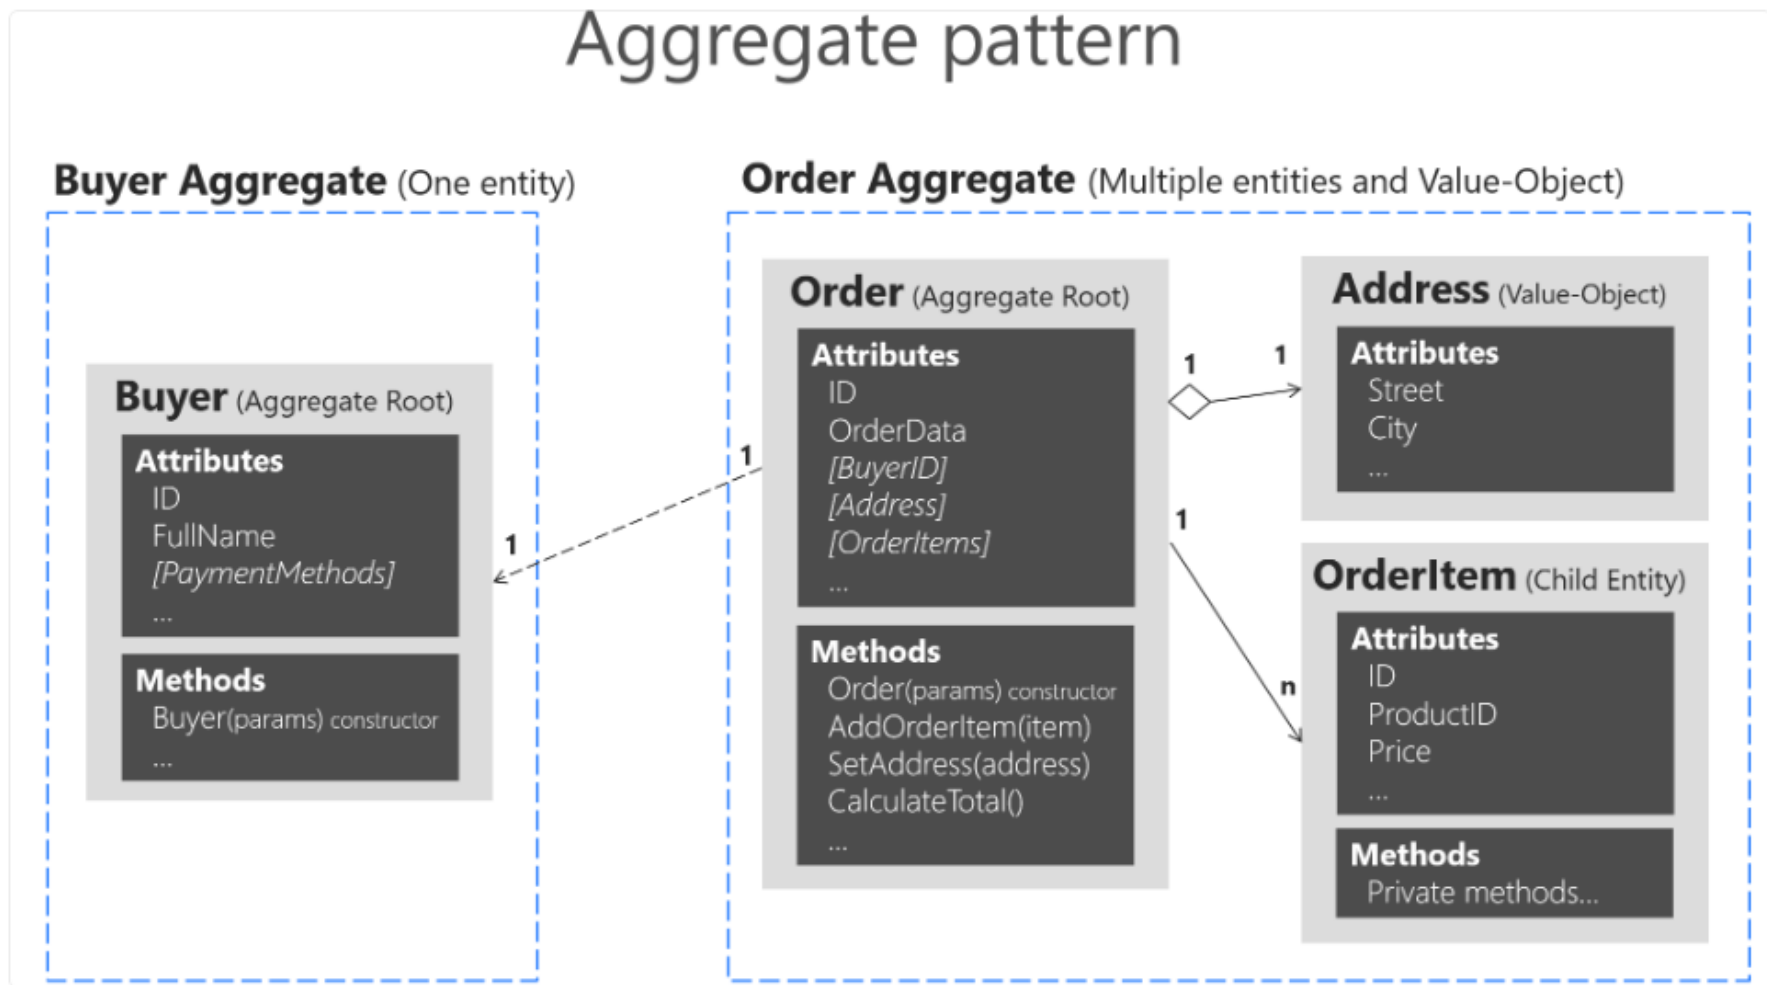 Aggregate pattern
Buyer Aggregate (One entity)
Buyer (Aggregate Root)
Attributes
ID
FullName
[PaymentMethods]
...
Methods
Buyer(params) constructor
...
1
1
Order Aggregate (Multiple entities and Value-Object)
Order (Aggregate Root)
Attributes
ID
OrderData
[BuyerID]
[Address]
[OrderItems]
...
Methods
Order(params) constructor
AddOrderItem(item)
SetAddress(address)
CalculateTotal()
...
1
1
Address (Value-Object)
Attributes
Street
City
...
1
n
OrderItem (Child Entity)
Attributes
ID
ProductID
Price
...
Methods
Private methods...